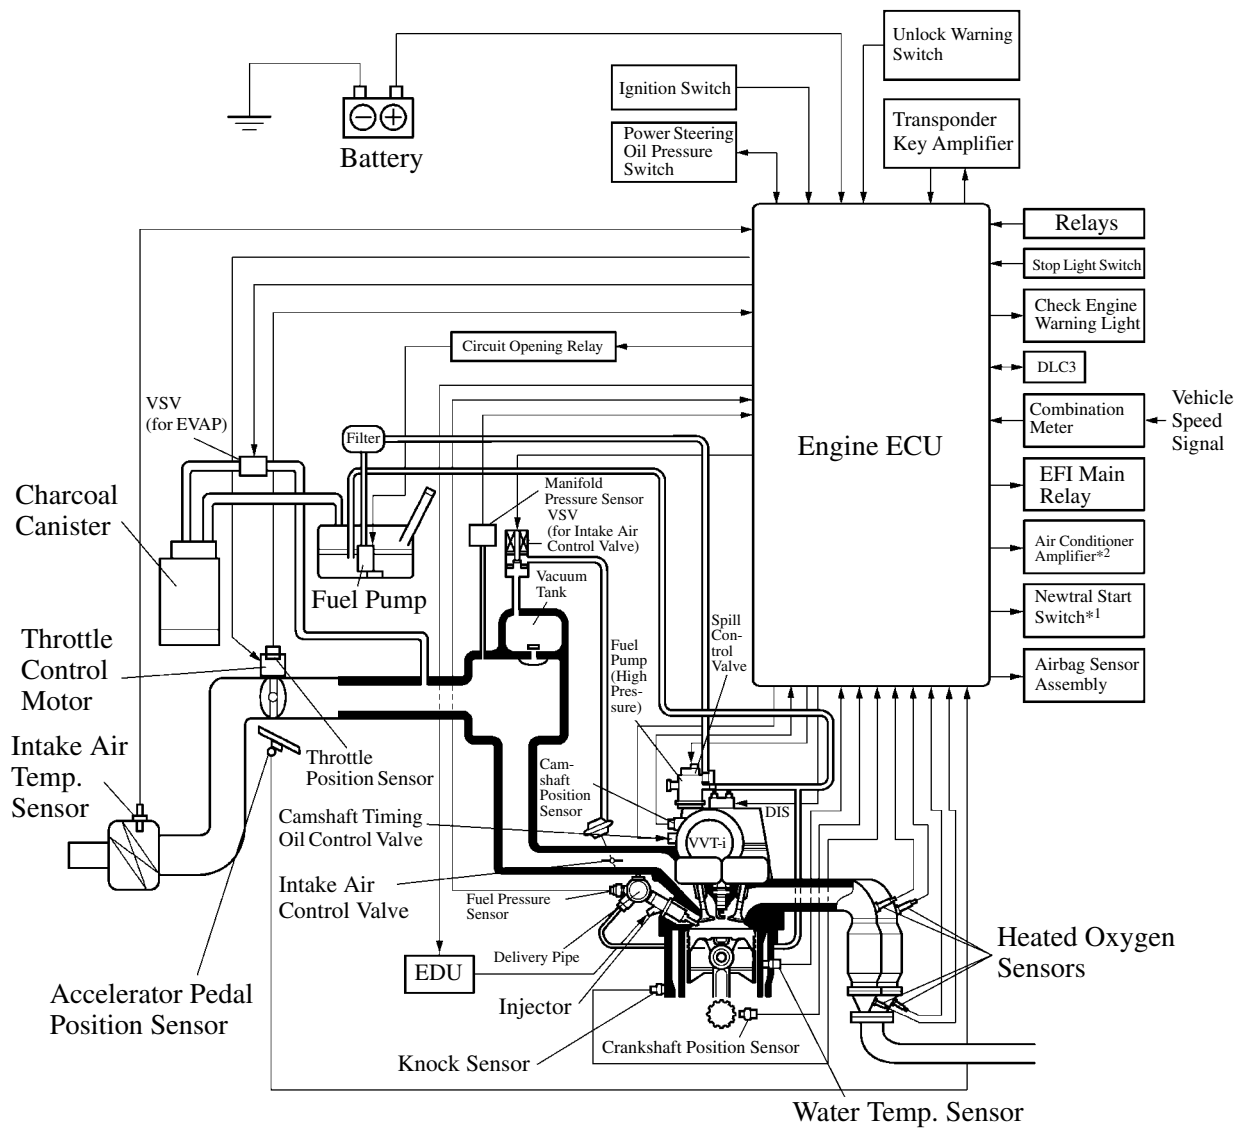 Unlock Warning
Switch
Ignition Switch
Transponder
Key Amplifier
Power Steering
Oil Pressure
Switch
Battery
Relays
Stop Light Switch
Check Engine
Warning Light
Circuit Opening Relay
DLC3
VSV
(for EVAP)
Combination
Meter
Vehicle
Speed
Signal
Filter
Engine ECU
EFI Main
Relay
Charcoal
Canister
Manifold
Pressure Sensor
VSV
(for Intake Air
Control Valve)
Air Conditioner
Amplifier*2
Vacuum
Tank
Fuel Pump
Newtral Start
Switch*1
Spill
Con-
trol
Valve
Throttle
Control
Motor
Fuel
Pump
(High
Pres-
sure)
Airbag Sensor
Assembly
Intake Air
Temp.
Sensor
Throttle
Position Sensor
Cam-
shaft
Position
Sensor
DIS
Camshaft Timing
Oil Control Valve
VVT-i
Intake Air
Control Valve
Fuel Pressure
Sensor
Delivery Pipe
EDU
Heated Oxygen
Sensors
Accelerator Pedal
Position Sensor
Injector
Crankshaft Position Sensor
Knock Sensor
Water Temp. Sensor